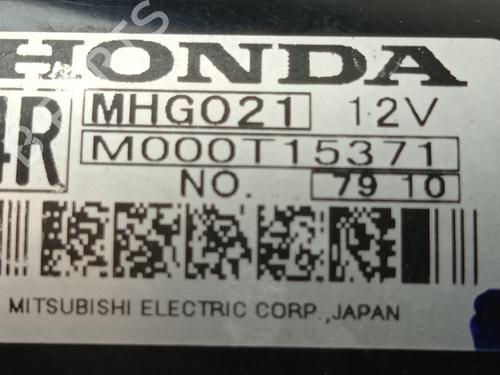 HONDA
4R MHG021 12V
M000T15371
NO. 79 10
MITSUBISHI ELECTRIC CORP., JAPAN